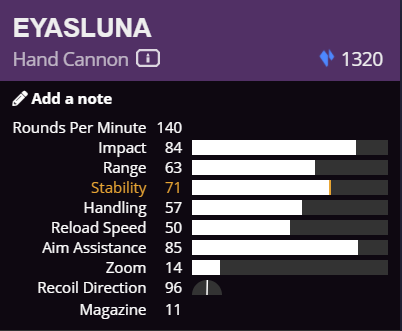 EYASLUNA
Hand Cannon 1320
Add a note
Rounds Per Minute 140
Impact 84
Range 63
Stability 71
Handling 57
Reload Speed 50
Aim Assistance 85
Zoom 14
Recoil Direction 96
Magazine 11